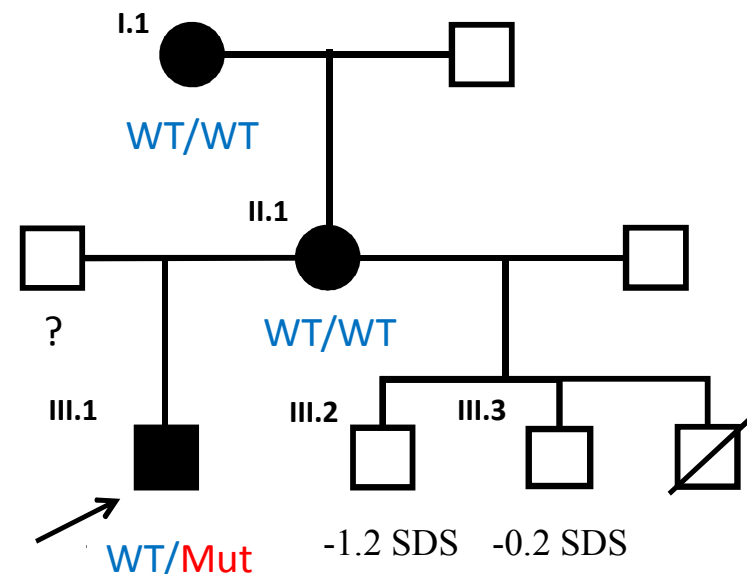 I.1
WT/WT
II.1
?
WT/WT
III.1
III.2
III.3
WT/Mut
-1.2 SDS
-0.2 SDS